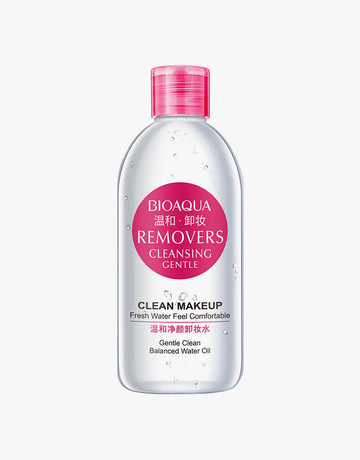 BIOAQUA
温和·卸妆
REMOVERS
CLEANSING
GENTLE
CLEAN MAKEUP
Fresh Water Feel Comfortable
温和净颜卸妆水
Gentle Clean
Balanced Water Oil